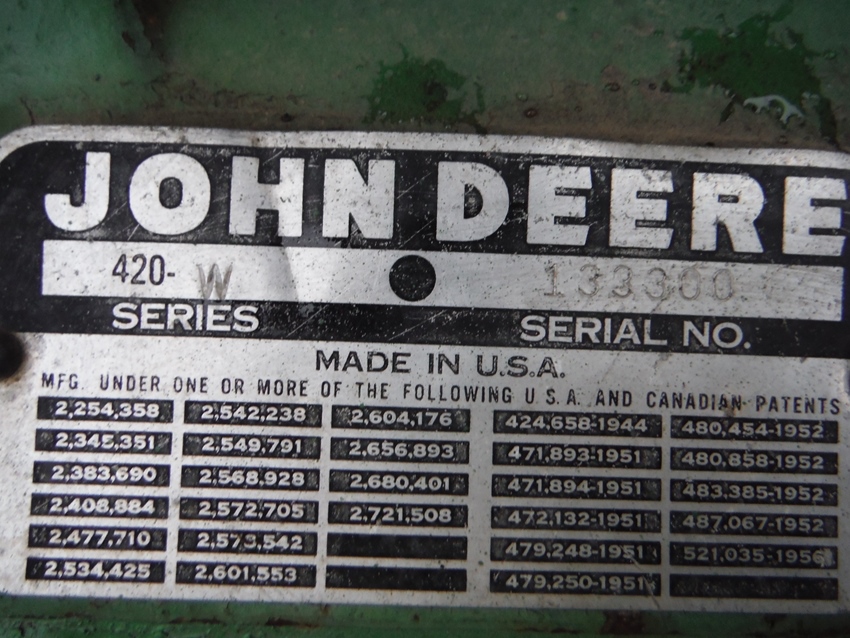 JOHN DEERE
420-W 133300
SERIES SERIAL NO.
MADE IN U.S.A.
MFG. UNDER ONE OR MORE OF THE FOLLOWING U.S.A. AND CANADIAN PATENTS
2,254,358 2,542,238 2,604,176 424,658-1944 480,454-1952
2,345,351 2,549,791 2,656,893 471,893-1951 480,858-1952
2,383,690 2,568,928 2,680,401 471,894-1951 483,385-1952
2,408,884 2,572,705 2,721,508 472,132-1951 487,067-1952
2,477,710 2,573,542 479,248-1951 521,035-1956
2,534,425 2,601,553 479,250-1951